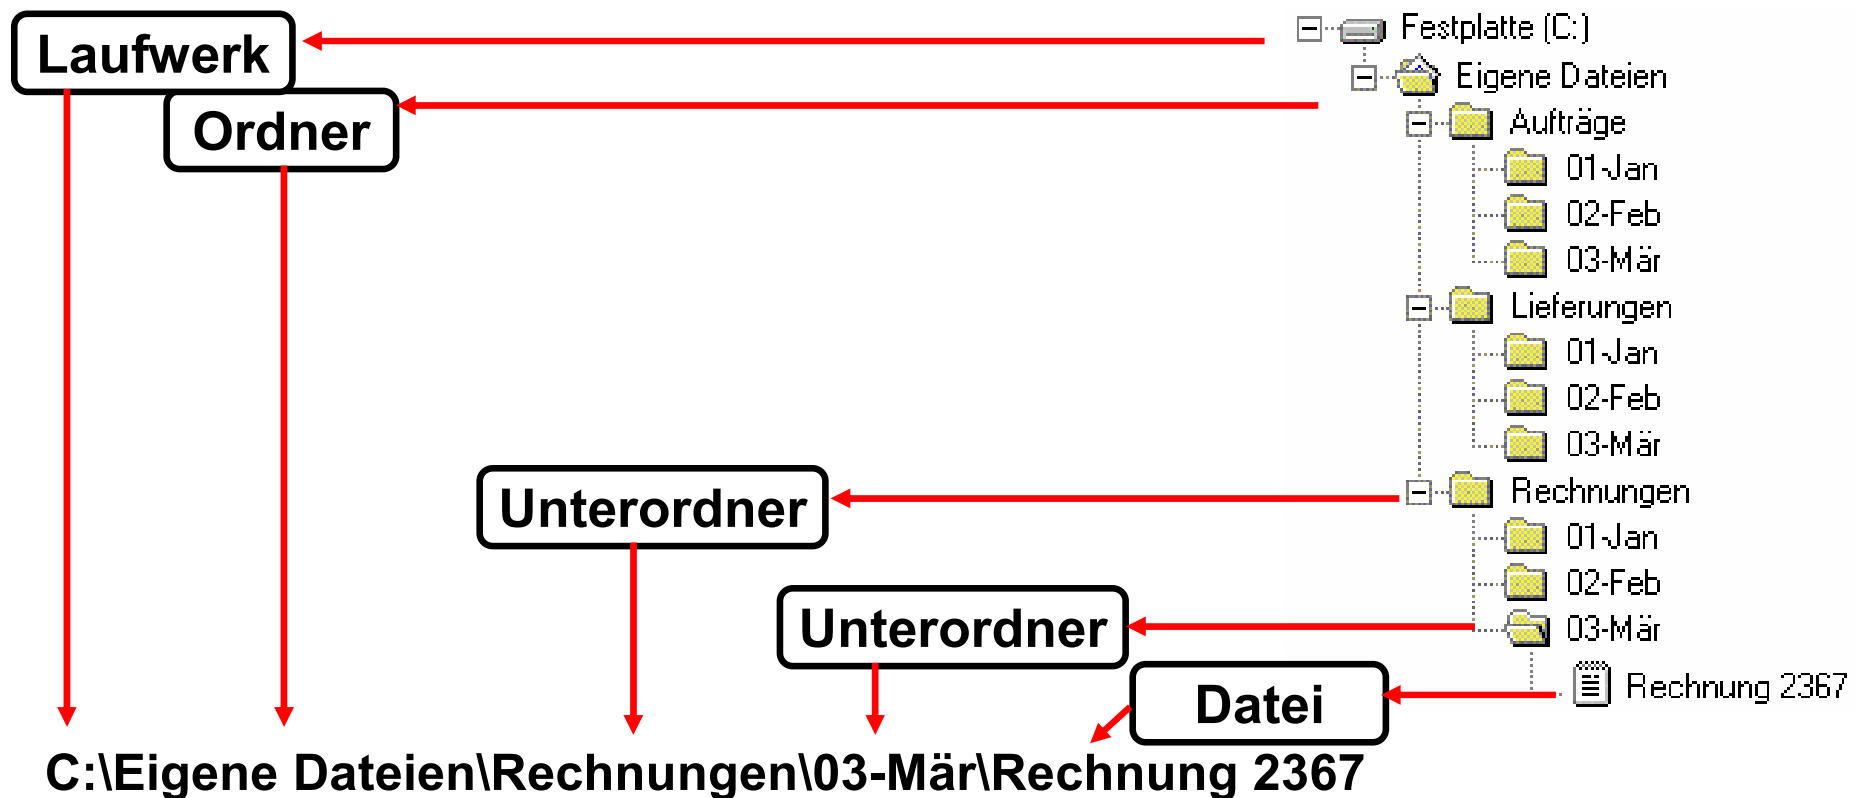 Laufwerk
Ordner
Unterordner
Unterordner
Datei
Festplatte (C:)
Eigene Dateien
Aufträge
01-Jan
02-Feb
03-Mär
Lieferungen
01-Jan
02-Feb
03-Mär
Rechnungen
01-Jan
02-Feb
03-Mär
Rechnung 2367
C:\Eigene Dateien\Rechnungen\03-Mär\Rechnung 2367